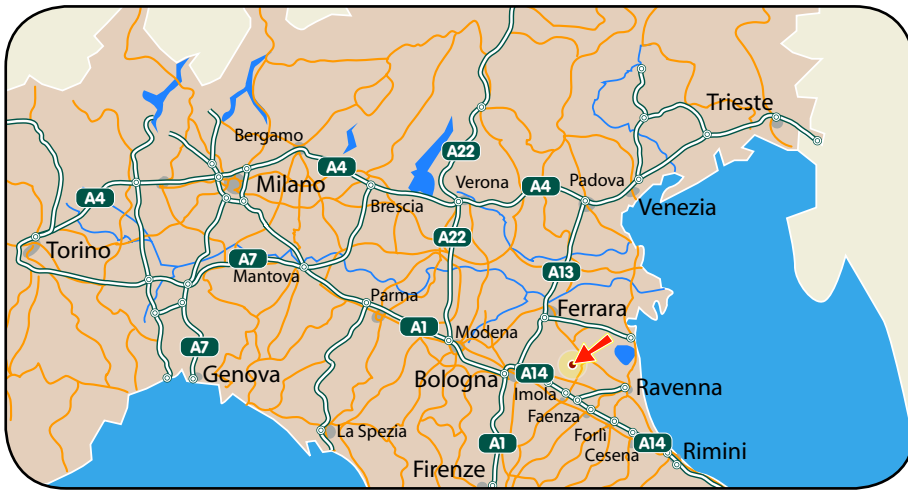 Trieste
Bergamo
A22
A4
Milano
A4
Verona
A4
Padova
Brescia
Venezia
Torino
A22
A7
Mantova
A13
Parma
Ferrara
A1
Modena
A7
Genova
Bologna
A14
Imola
Ravenna
Faenza
La Spezia
Forlì
A1
Cesena
A14
Rimini
Firenze